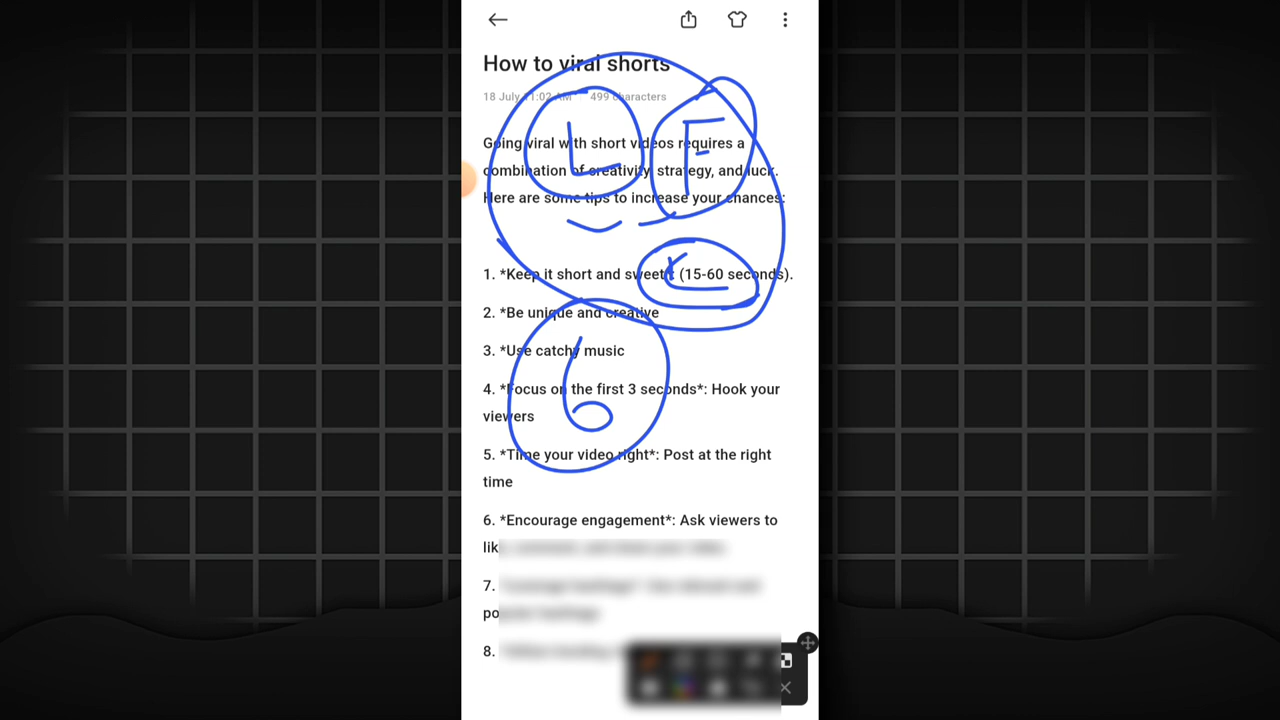 How to viral shorts
18 July 11:02 AM 499 characters
Going viral with short videos requires a
combination of creativity, strategy, and luck.
Here are some tips to increase your chances:
L F
1. *Keep it short and sweet*: (15-60 seconds).
2. *Be unique and creative
3. *Use catchy music
4. *Focus on the first 3 seconds*: Hook your
viewers
6
5. *Time your video right*: Post at the right
time
6. *Encourage engagement*: Ask viewers to
lik
7.
po
8.